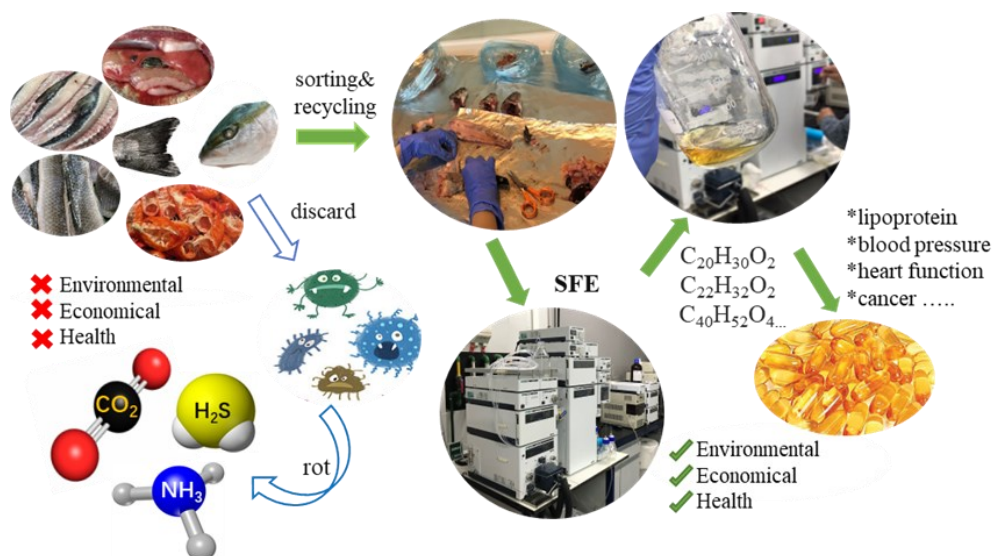 sorting&
recycling
discard
Environmental
Economical
Health
CO₂
H₂S
NH₃
rot
SFE
C₂₀H₃₀O₂
C₂₂H₃₂O₂
C₄₀H₅₂O₄...
*lipoprotein
*blood pressure
*heart function
*cancer .....
Environmental
Economical
Health